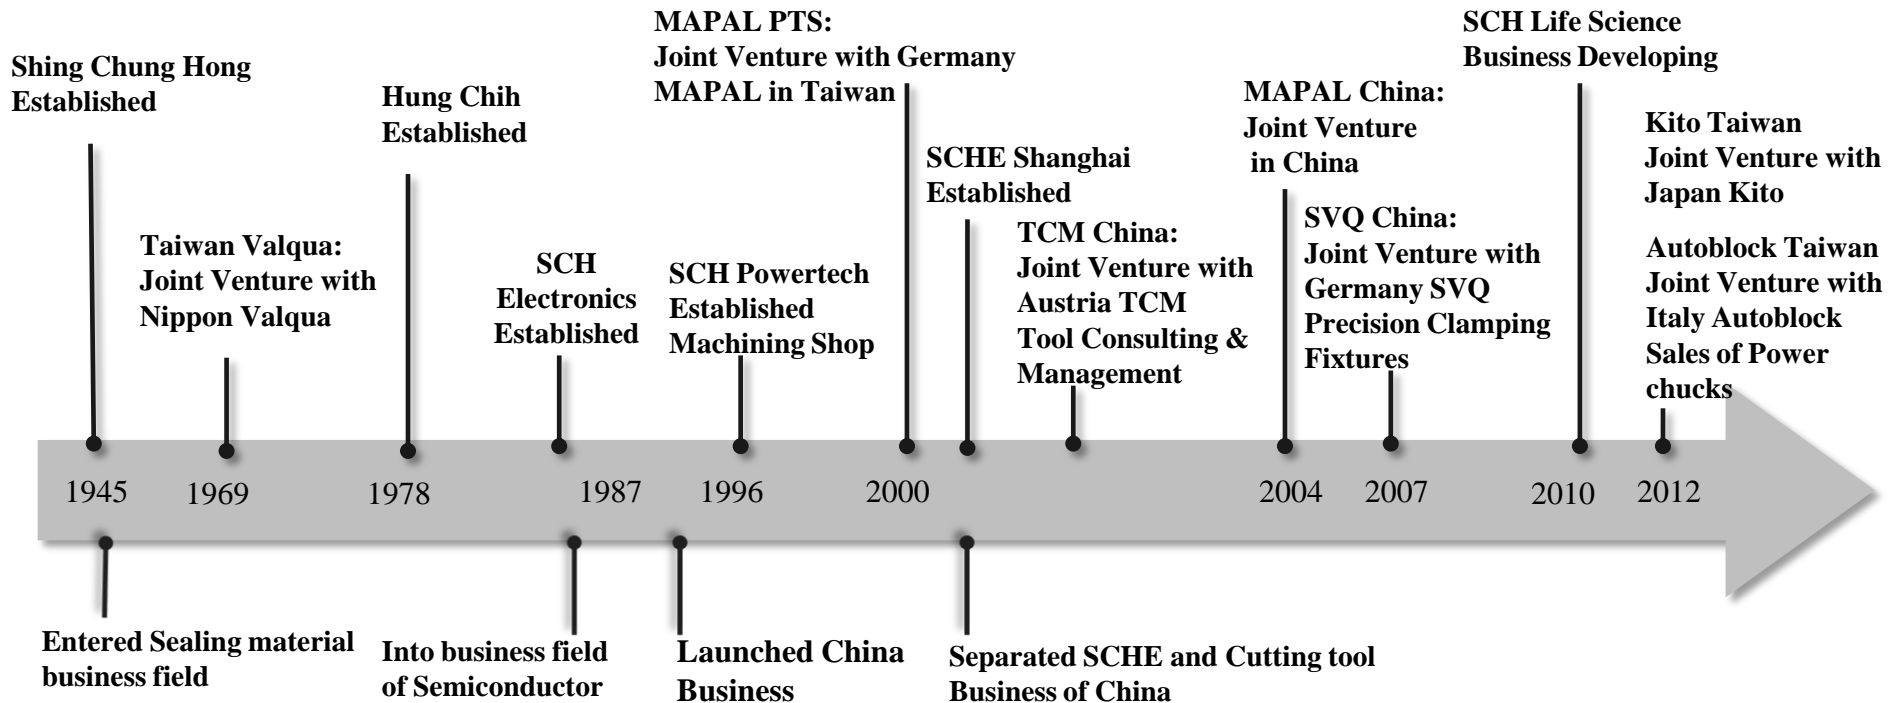 Shing Chung Hong
Established
Taiwan Valqua:
Joint Venture with
Nippon Valqua
Hung Chih
Established
SCH
Electronics
Established
MAPAL PTS:
Joint Venture with Germany
MAPAL in Taiwan
SCH Powertech
Established
Machining Shop
SCHE Shanghai
Established
TCM China:
Joint Venture with
Austria TCM
Tool Consulting &
Management
MAPAL China:
Joint Venture
in China
SVQ China:
Joint Venture with
Germany SVQ
Precision Clamping
Fixtures
SCH Life Science
Business Developing
Kito Taiwan
Joint Venture with
Japan Kito
Autoblock Taiwan
Joint Venture with
Italy Autoblock
Sales of Power
chucks
1945 1969 1978 1987 1996 2000 2004 2007 2010 2012
Entered Sealing material
business field
Into business field
of Semiconductor
Launched China
Business
Separated SCHE and Cutting tool
Business of China